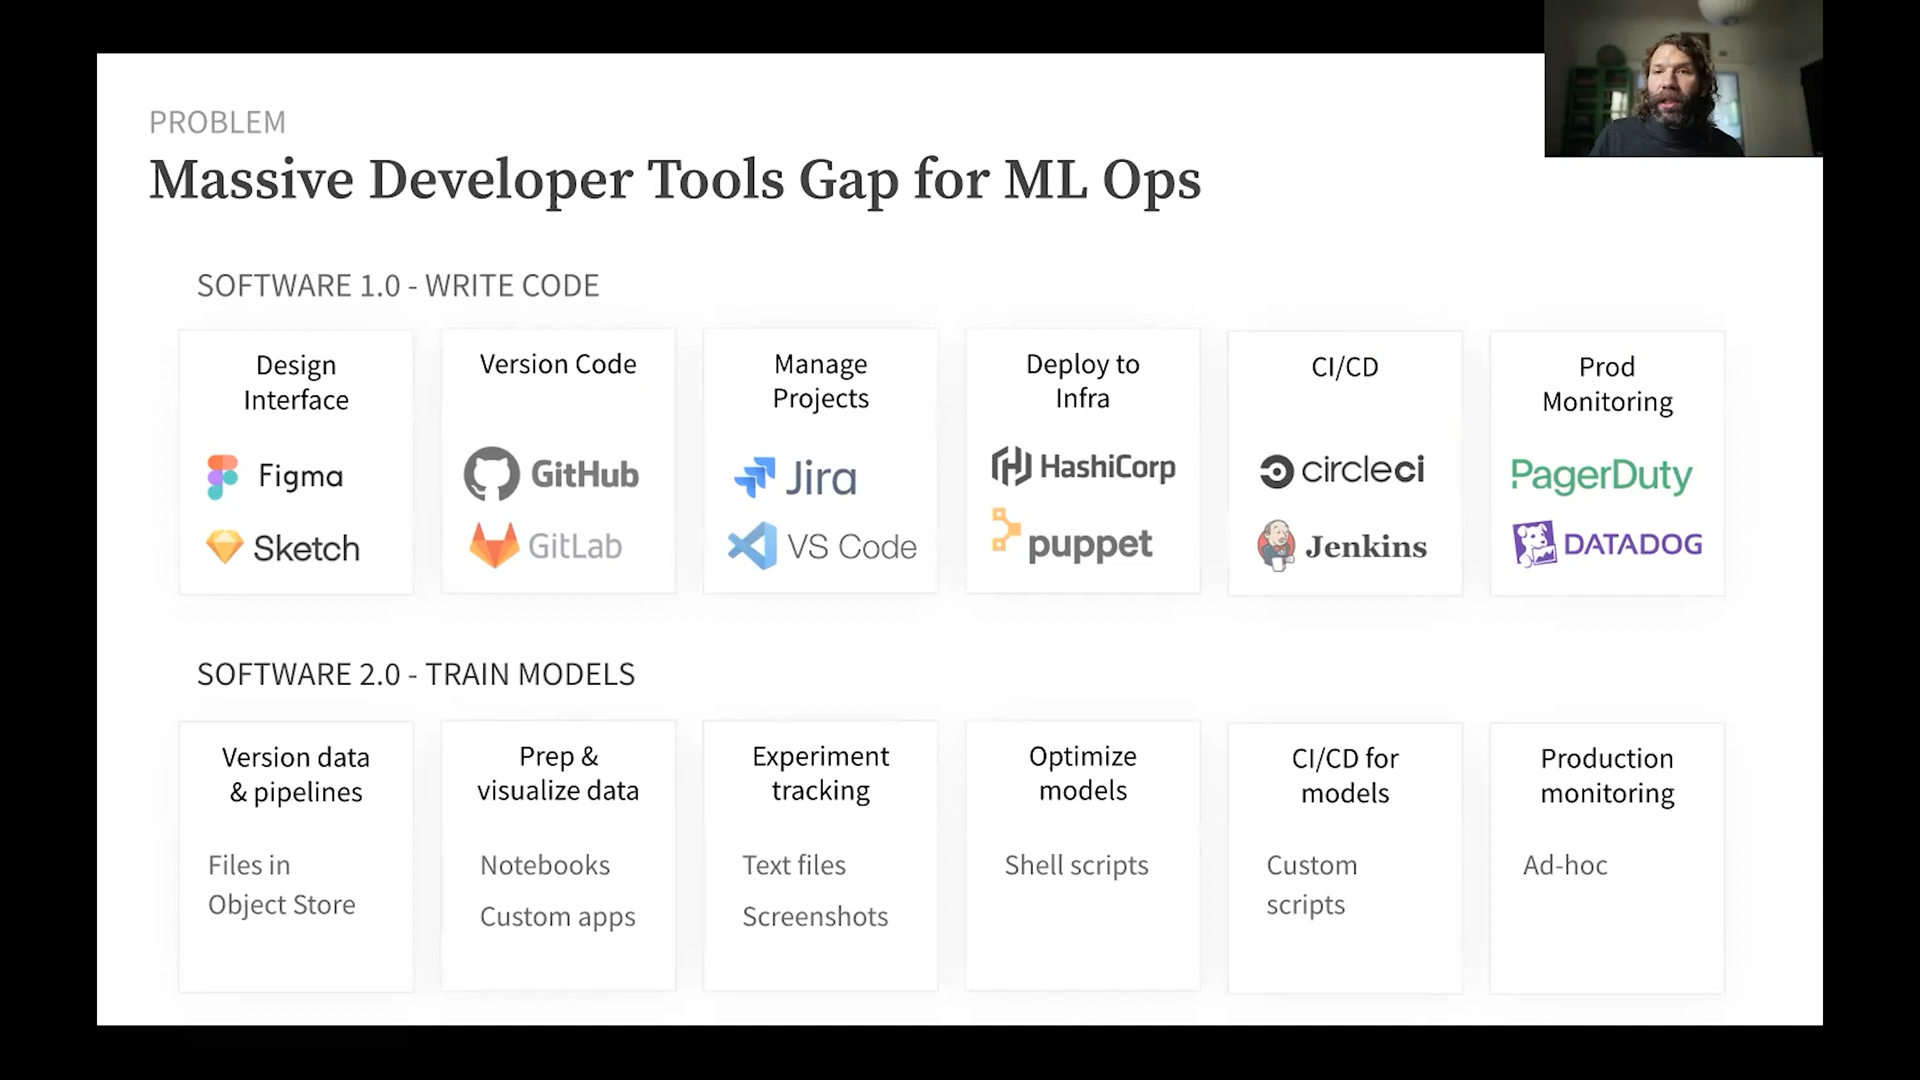 PROBLEM
Massive Developer Tools Gap for ML Ops
SOFTWARE 1.0 - WRITE CODE
Design
Interface
Figma
Sketch
Version Code
GitHub
GitLab
Manage
Projects
Jira
VS Code
Deploy to
Infra
HashiCorp
puppet
CI/CD
circleci
Jenkins
Prod
Monitoring
PagerDuty
DATADOG
SOFTWARE 2.0 - TRAIN MODELS
Version data
& pipelines
Files in
Object Store
Prep &
visualize data
Notebooks
Custom apps
Experiment
tracking
Text files
Screenshots
Optimize
models
Shell scripts
CI/CD for
models
Custom
scripts
Production
monitoring
Ad-hoc